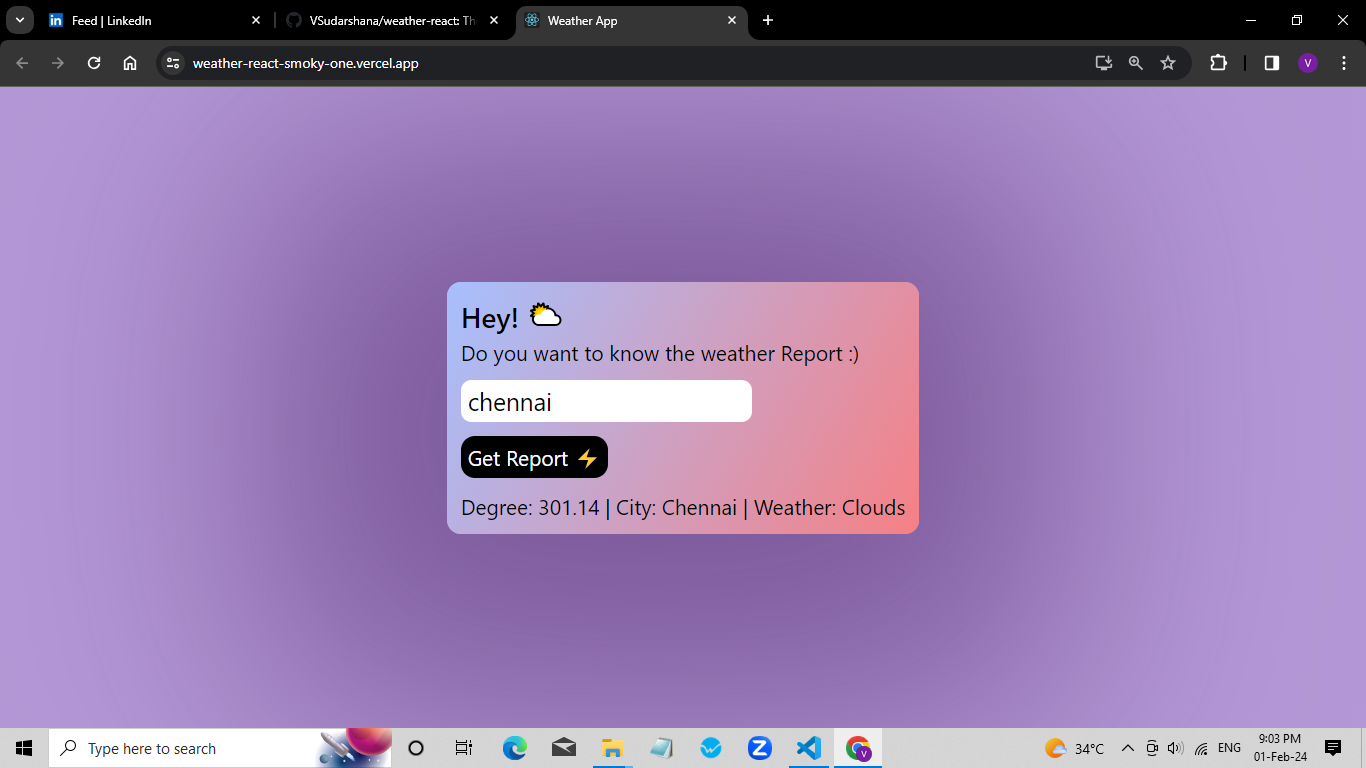 Feed | LinkedIn
VSudarshana/weather-react: Th
Weather App
weather-react-smoky-one.vercel.app
V
Hey!
Do you want to know the weather Report :)
chennai
Get Report ⚡
Degree: 301.14 | City: Chennai | Weather: Clouds
Type here to search
34°C
ENG
9:03 PM
01-Feb-24